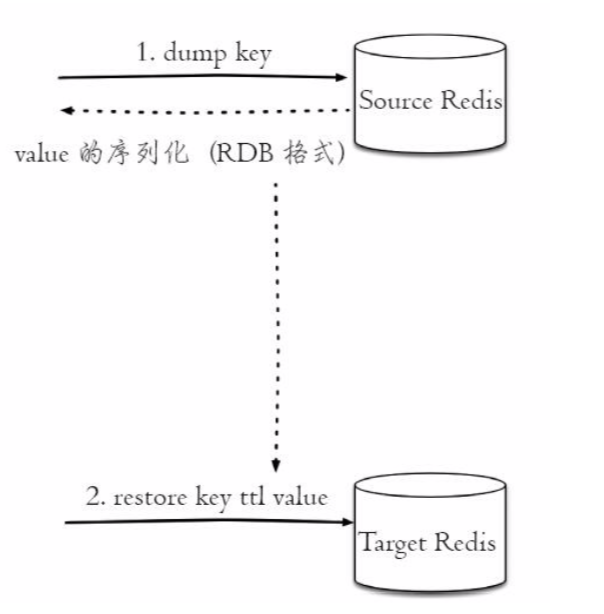 1. dump key
Source Redis
value 的序列化 (RDB 格式)
2. restore key ttl value
Target Redis